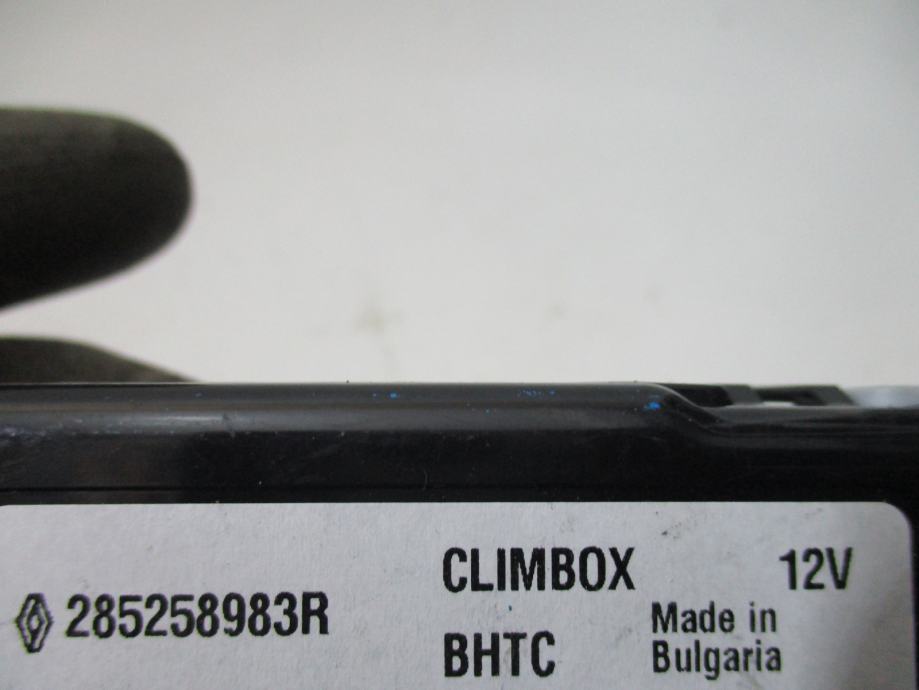 CLIMBOX 12V
285258983R
BHTC
Made in
Bulgaria